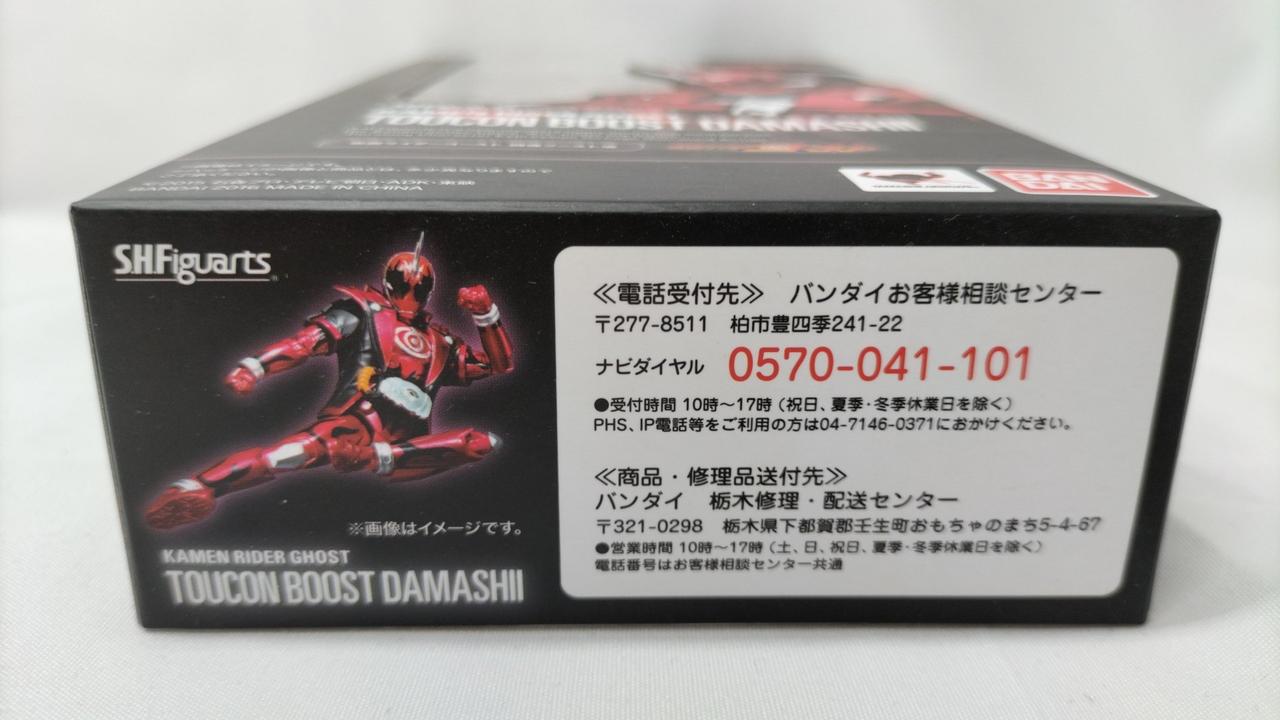 TOUCON BOOST DAMASHII
BANDAI 2016 MADE IN CHINA
BAN
DAI
S.H.Figuarts
※画像はイメージです。
KAMEN RIDER GHOST
TOUCON BOOST DAMASHII
≪電話受付先≫ バンダイお客様相談センター
〒277-8511 柏市豊四季241-22
ナビダイヤル 0570-041-101
●受付時間 10時～17時（祝日、夏季・冬季休業日を除く）
PHS、IP電話等をご利用の方は04-7146-0371におかけください。
≪商品・修理品送付先≫
バンダイ 栃木修理・配送センター
〒321-0298 栃木県下都賀郡壬生町おもちゃのまち5-4-67
●営業時間 10時～17時（土、日、祝日、夏季・冬季休業日を除く）
電話番号はお客様相談センター共通